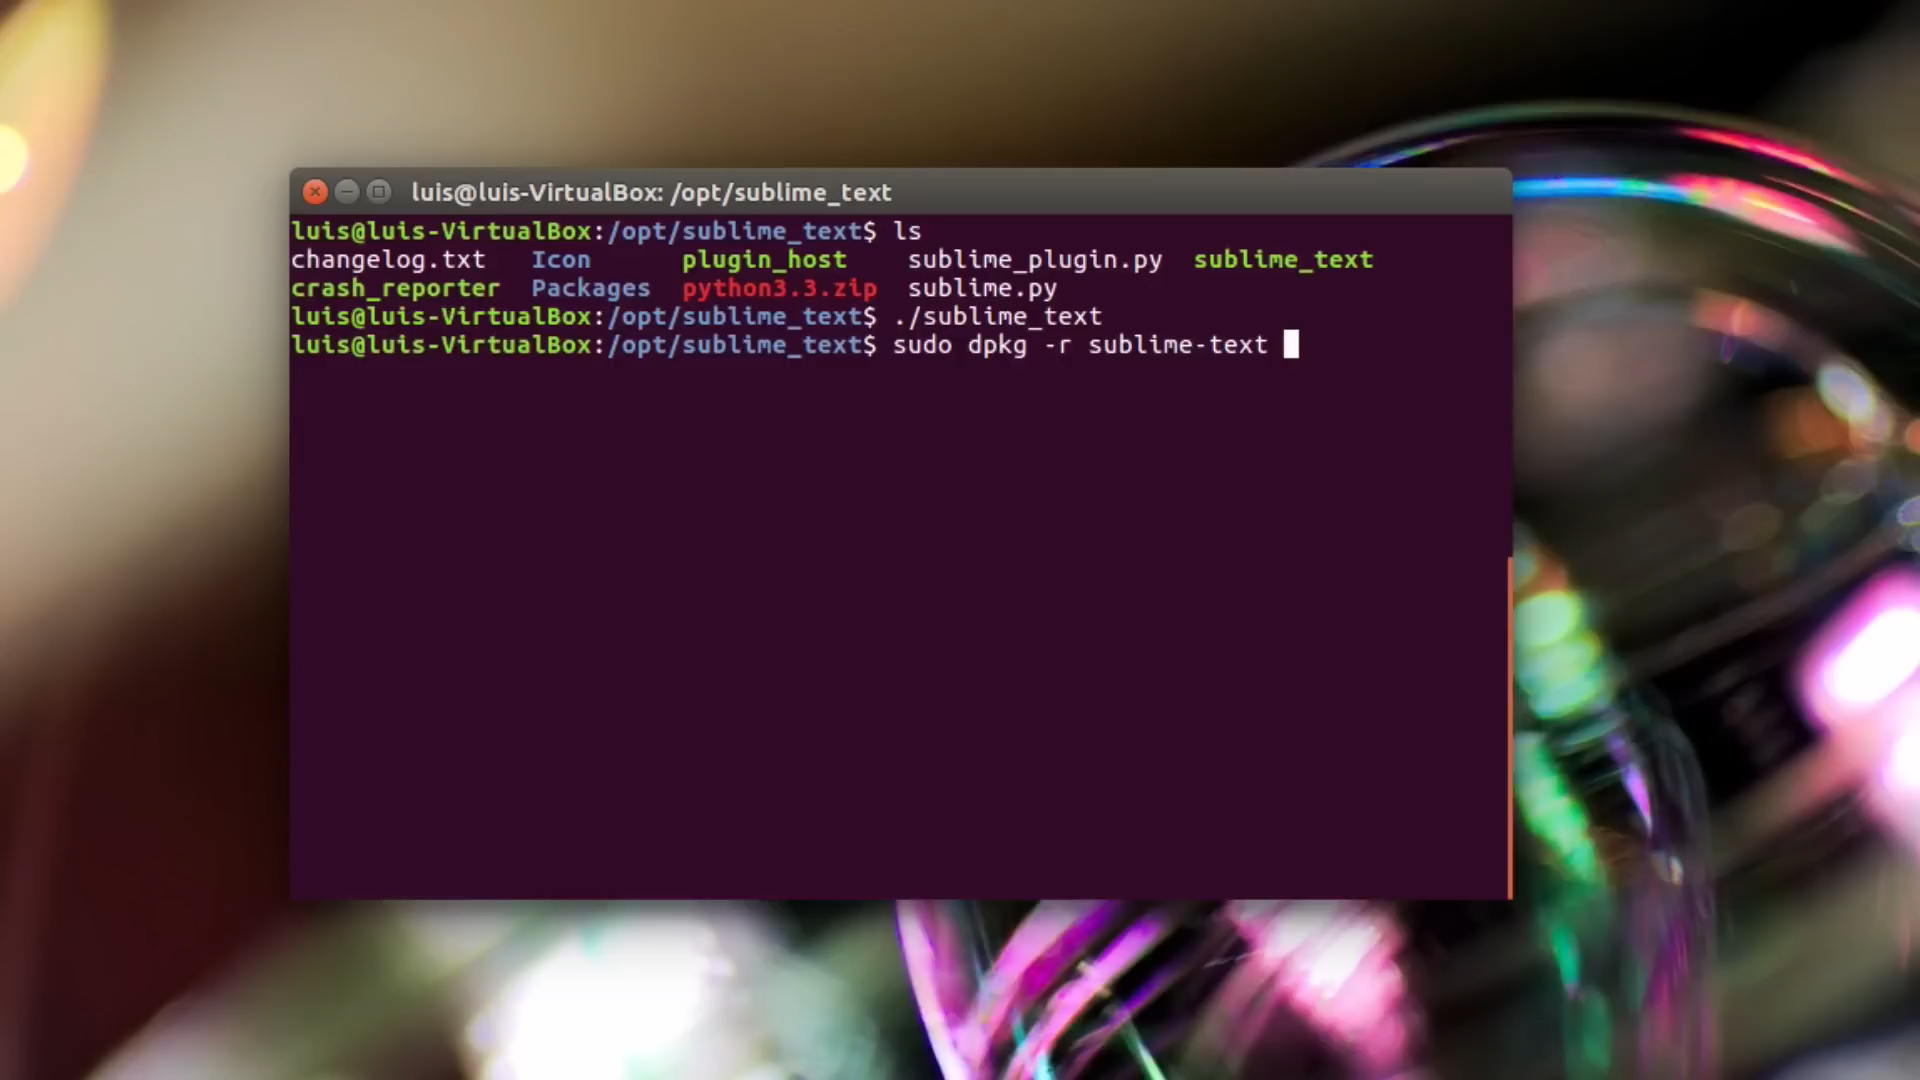 luis@luis-VirtualBox: /opt/sublime_text
luis@luis-VirtualBox:/opt/sublime_text$ ls
changelog.txt Icon plugin_host sublime_plugin.py sublime_text
crash_reporter Packages python3.3.zip sublime.py
luis@luis-VirtualBox:/opt/sublime_text$ ./sublime_text
luis@luis-VirtualBox:/opt/sublime_text$ sudo dpkg -r sublime-text